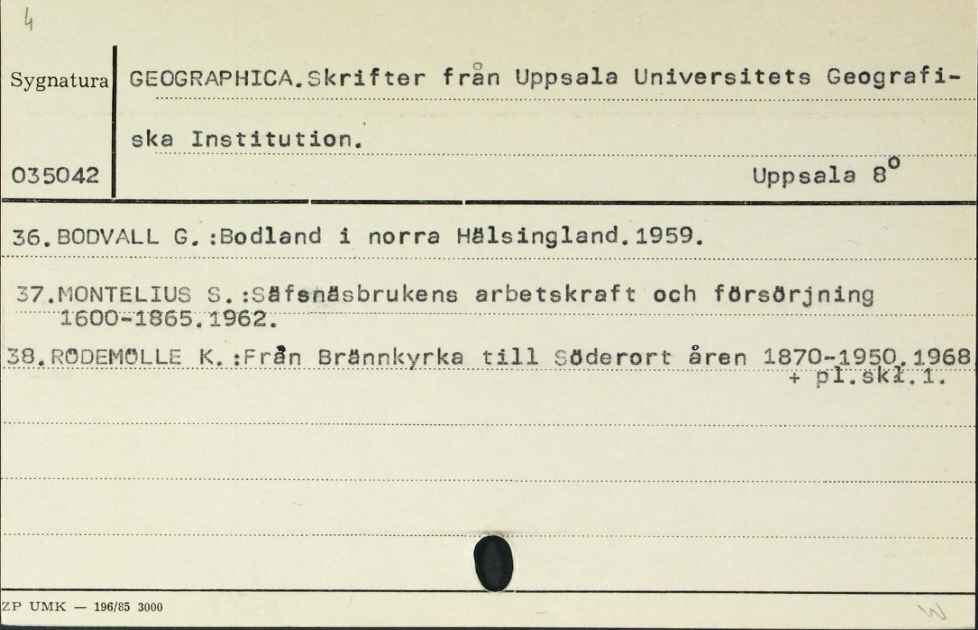 4
Sygnatura GEOGRAPHICA.Skrifter från Uppsala Universitets Geografi-
ska Institution.
035042 Uppsala 8°
36.BODVALL G.:Bodland i norra Hälsingland.1959.
37.MONTELIUS S.:Säfsnäsbrukens arbetskraft och försörjning
1600-1865.1962.
38.RÖDEMÖLLE K.:Från Brännkyrka till Söderort åren 1870-1950.1968
+ pl.skł.1.
ZP UMK — 196/85 3000
W